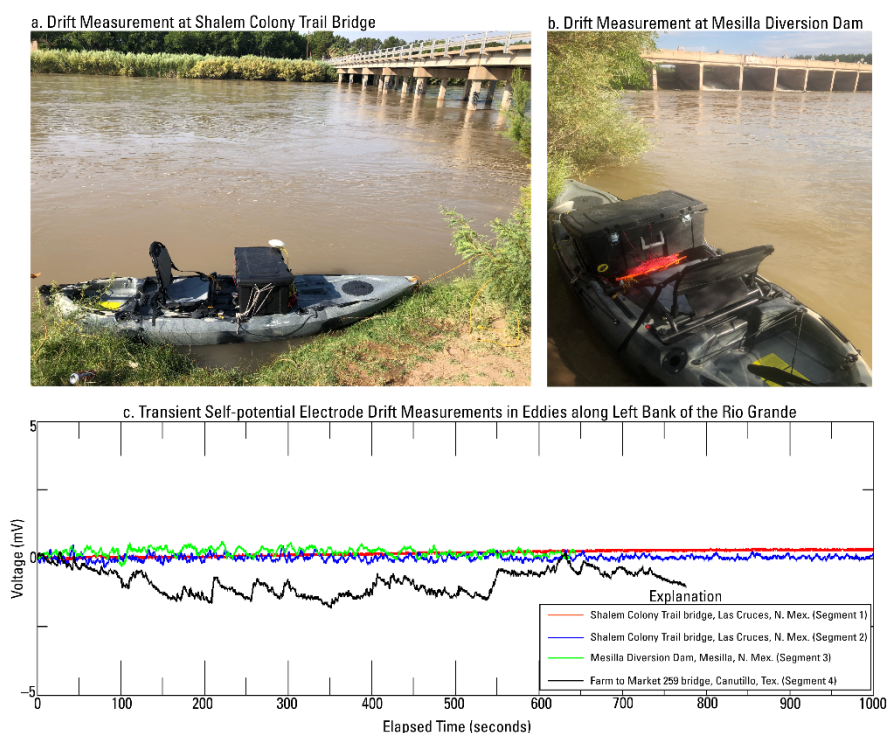 a. Drift Measurement at Shalem Colony Trail Bridge
b. Drift Measurement at Mesilla Diversion Dam
c. Transient Self-potential Electrode Drift Measurements in Eddies along Left Bank of the Rio Grande
5
0
–5
Voltage (mV)
Explanation
Shalem Colony Trail bridge, Las Cruces, N. Mex. (Segment 1)
Shalem Colony Trail bridge, Las Cruces, N. Mex. (Segment 2)
Mesilla Diversion Dam, Mesilla, N. Mex. (Segment 3)
Farm to Market 259 bridge, Canutillo, Tex. (Segment 4)
0 100 200 300 400 500 600 700 800 900 1000
Elapsed Time (seconds)